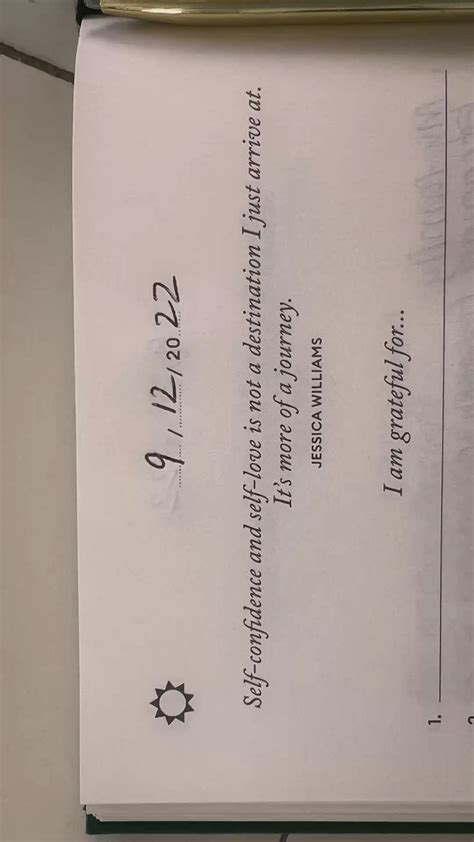 9 / 12 / 20 22
Self-confidence and self-love is not a destination I just arrive at.
It's more of a journey.
JESSICA WILLIAMS
I am grateful for...
1.